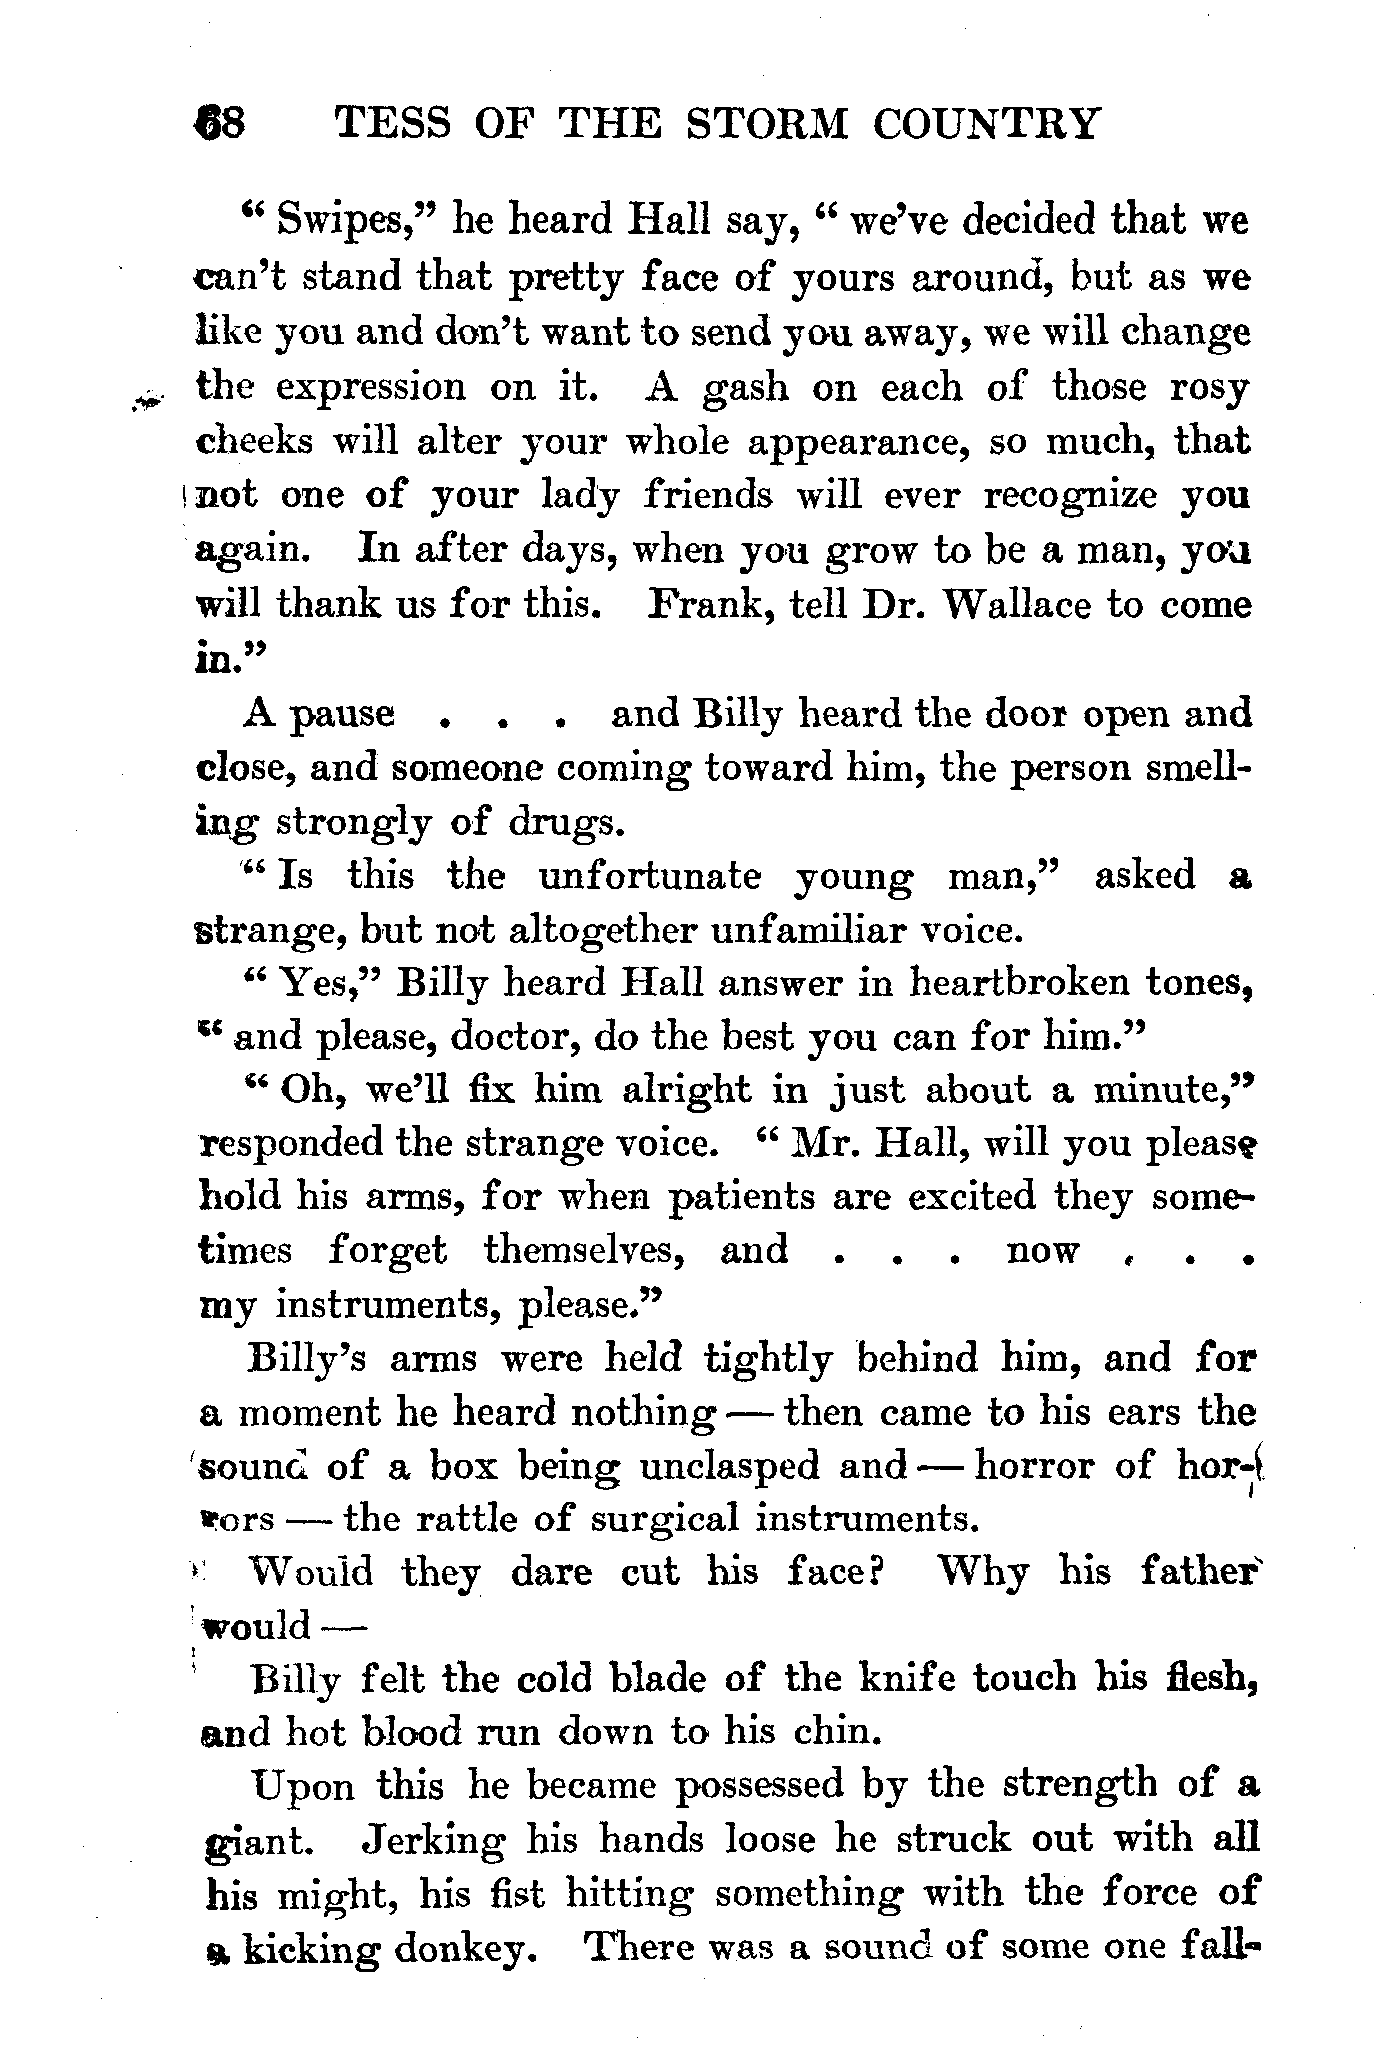 68 TESS OF THE STORM COUNTRY
“ Swipes,” he heard Hall say, “ we’ve decided that we
can’t stand that pretty face of yours around, but as we
like you and don’t want to send you away, we will change
the expression on it. A gash on each of those rosy
cheeks will alter your whole appearance, so much, that
not one of your lady friends will ever recognize you
again. In after days, when you grow to be a man, you
will thank us for this. Frank, tell Dr. Wallace to come
in.”
A pause . . . and Billy heard the door open and
close, and someone coming toward him, the person smell-
ing strongly of drugs.
“ Is this the unfortunate young man,” asked a
strange, but not altogether unfamiliar voice.
“ Yes,” Billy heard Hall answer in heartbroken tones,
“ and please, doctor, do the best you can for him.”
“ Oh, we’ll fix him alright in just about a minute,”
responded the strange voice. “ Mr. Hall, will you please
hold his arms, for when patients are excited they some-
times forget themselves, and . . . now . . .
my instruments, please.”
Billy’s arms were held tightly behind him, and for
a moment he heard nothing — then came to his ears the
sound of a box being unclasped and — horror of hor-
rors — the rattle of surgical instruments.
Would they dare cut his face? Why his father
would —
Billy felt the cold blade of the knife touch his flesh,
and hot blood run down to his chin.
Upon this he became possessed by the strength of a
giant. Jerking his hands loose he struck out with all
his might, his fist hitting something with the force of
a kicking donkey. There was a sound of some one fall-